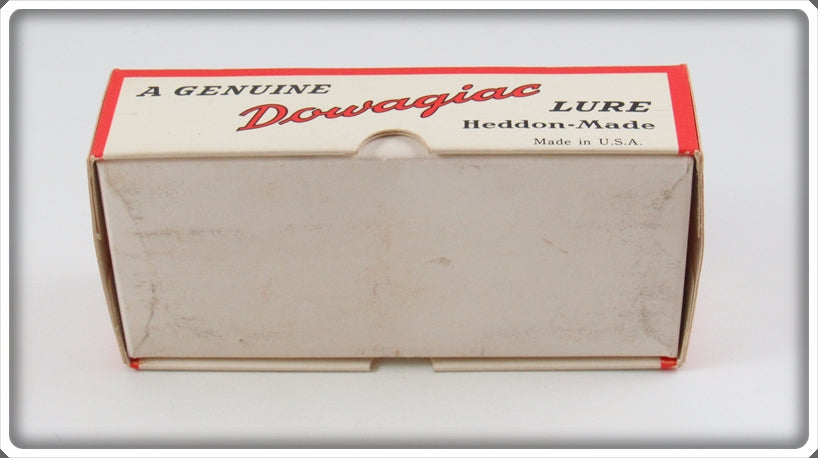 A GENUINE
Dowagiac LURE
Heddon-Made
Made in U.S.A.